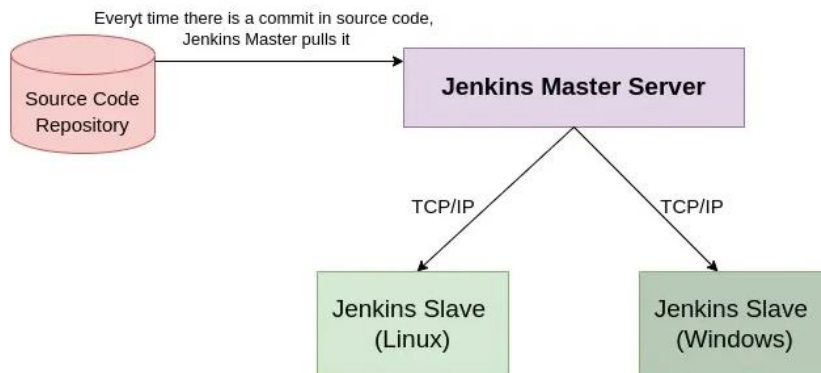 Everyt time there is a commit in source code,
Jenkins Master pulls it
Source Code
Repository
Jenkins Master Server
TCP/IP
TCP/IP
Jenkins Slave
(Linux)
Jenkins Slave
(Windows)